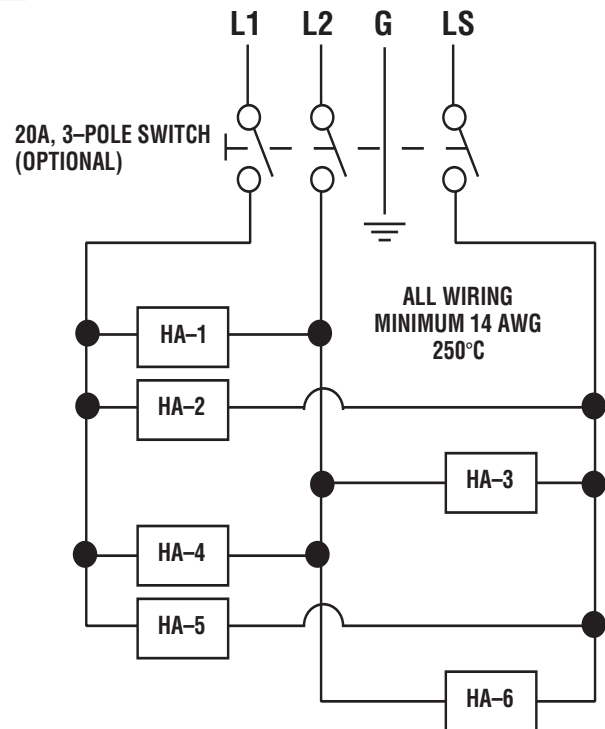 L1 L2 G LS
20A, 3–POLE SWITCH
(OPTIONAL)
ALL WIRING
MINIMUM 14 AWG
250°C
HA–1
HA–2
HA–3
HA–4
HA–5
HA–6